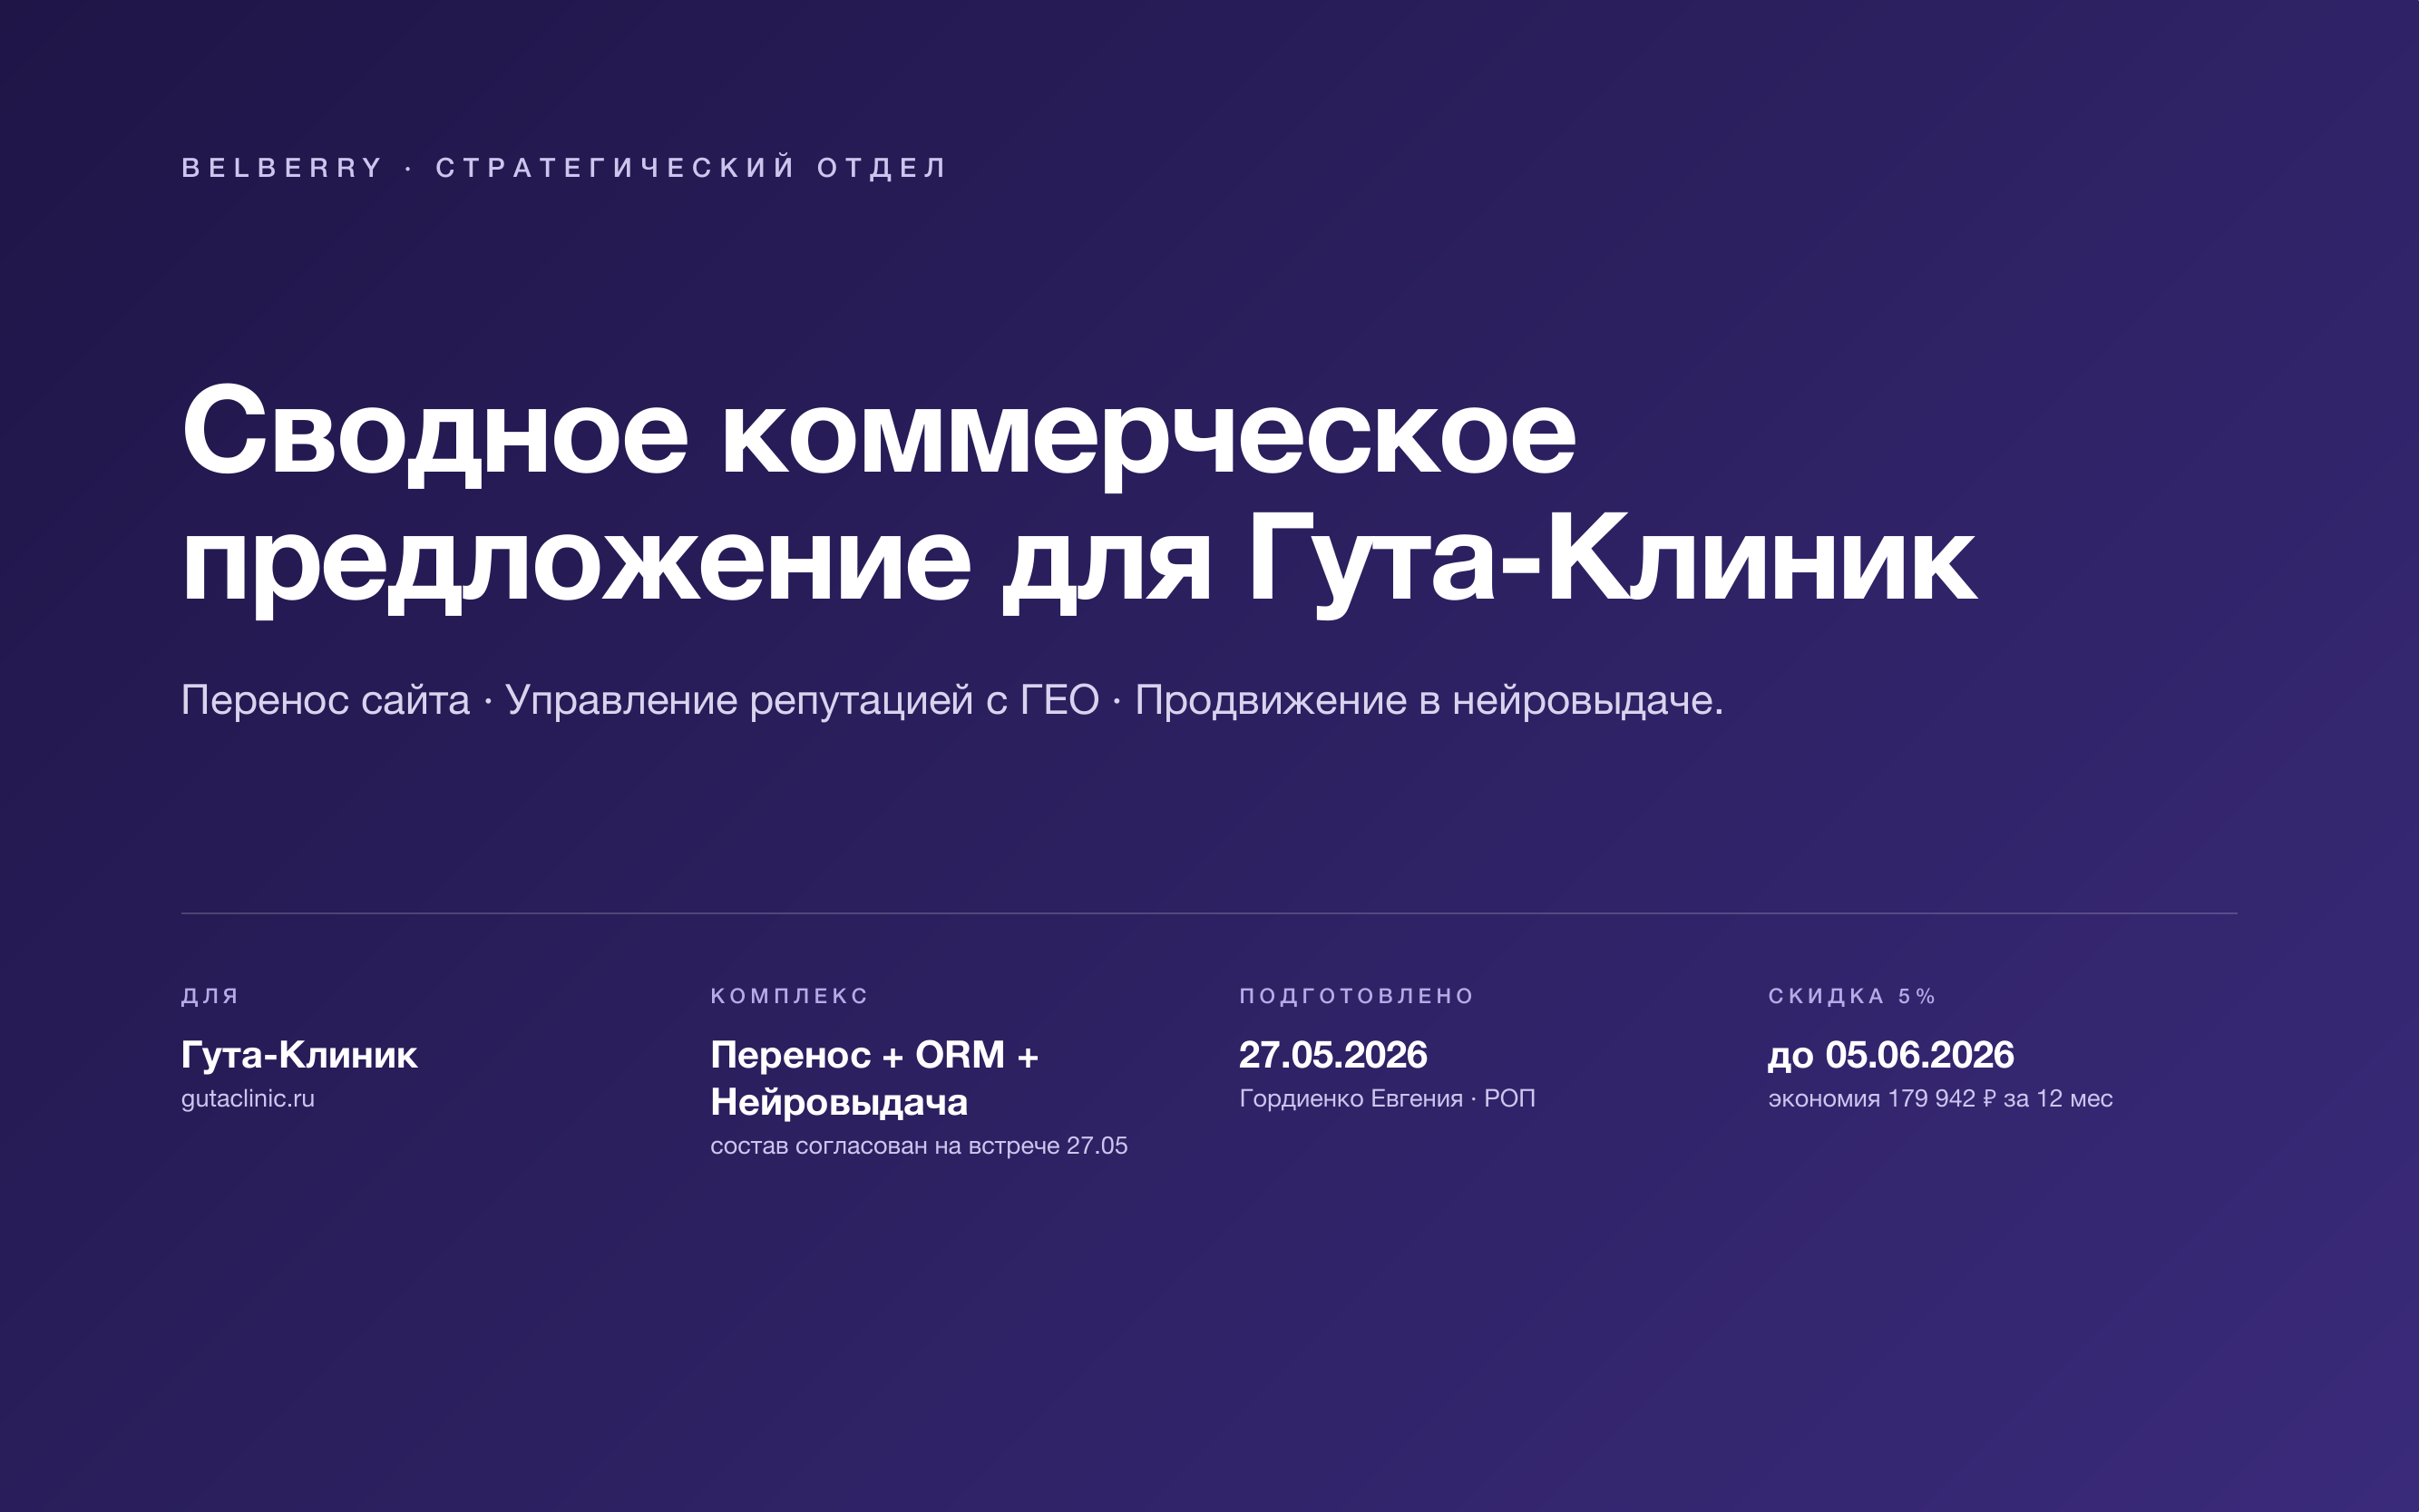 BELBERRY · СТРАТЕГИЧЕСКИЙ ОТДЕЛ
Сводное коммерческое
предложение для Гута-Клиник
Перенос сайта · Управление репутацией с ГЕО · Продвижение в нейровыдаче.
ДЛЯ
Гута-Клиник
gutaclinic.ru
КОМПЛЕКС
Перенос + ORM +
Нейровыдача
состав согласован на встрече 27.05
ПОДГОТОВЛЕНО
27.05.2026
Гордиенко Евгения · РОП
СКИДКА 5%
до 05.06.2026
экономия 179 942 ₽ за 12 мес